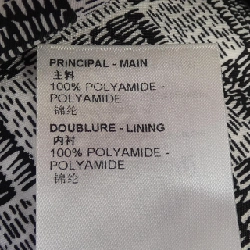 PRINCIPAL - MAIN
主料
100% POLYAMIDE -
POLYAMIDE
锦纶
DOUBLURE - LINING
内衬
100% POLYAMIDE -
POLYAMIDE
锦纶